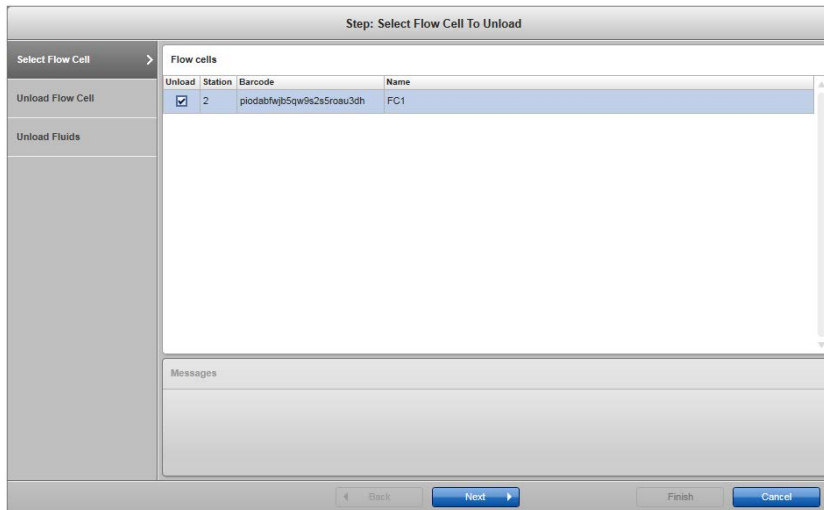 Step: Select Flow Cell To Unload
Select Flow Cell
Unload Flow Cell
Unload Fluids
Flow cells
Unload Station Barcode Name
2 piodabfwjb5qw9s2s5roau3dh FC1
Messages
Back Next Finish Cancel